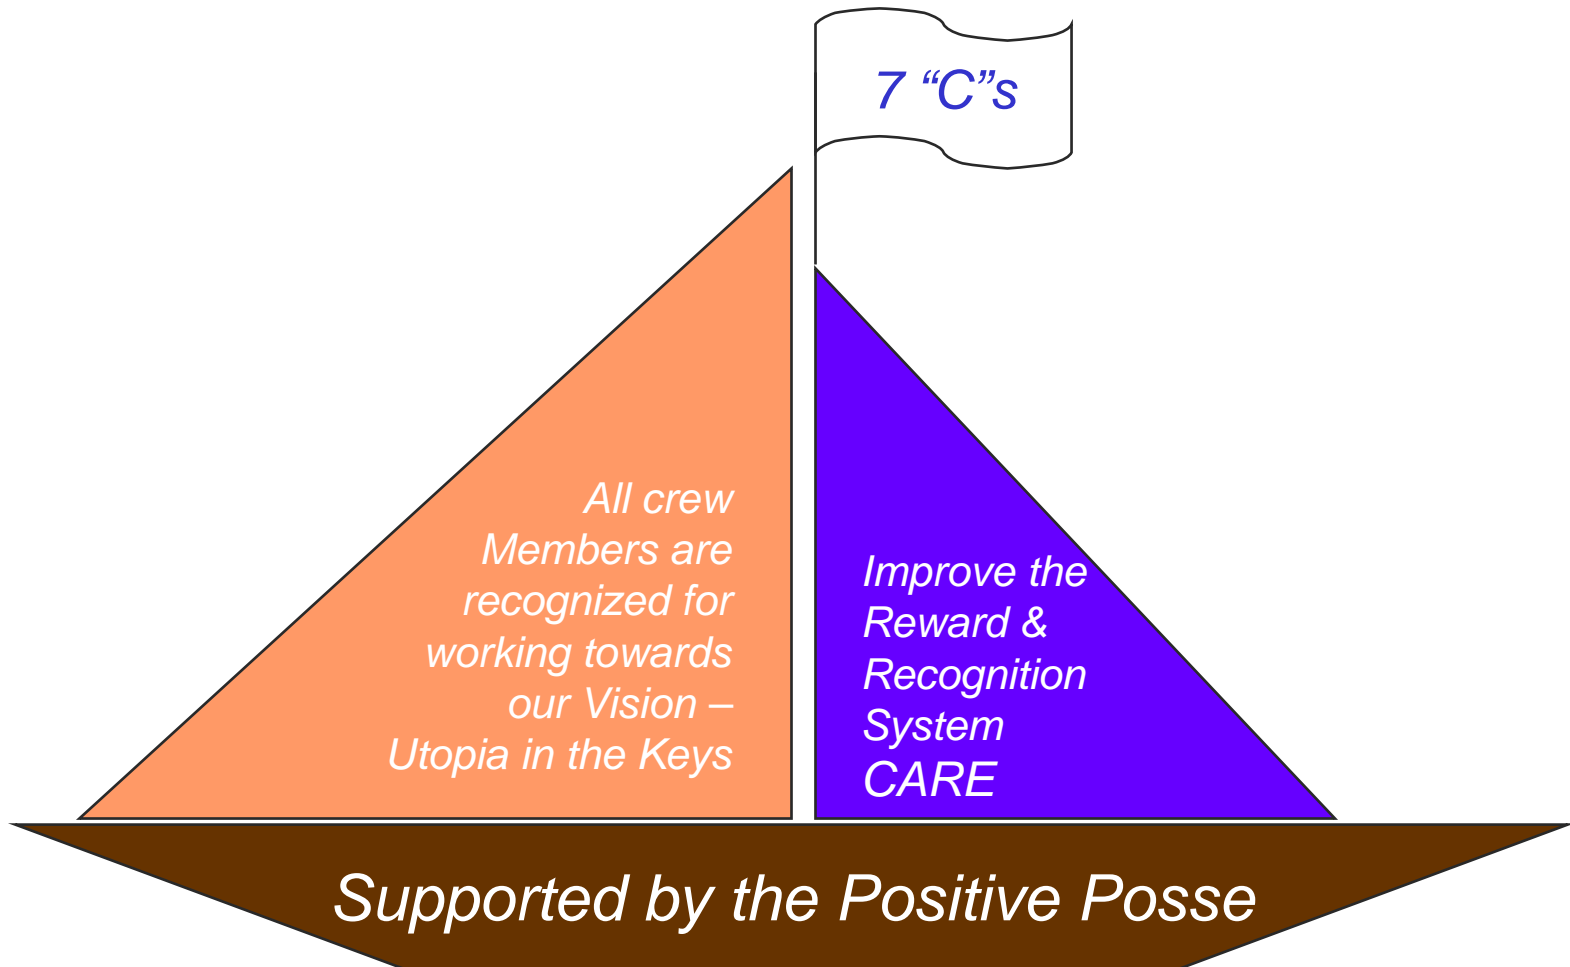 7 “C”s
All crew
Members are
recognized for
working towards
our Vision –
Utopia in the Keys
Improve the
Reward &
Recognition
System
CARE
Supported by the Positive Posse